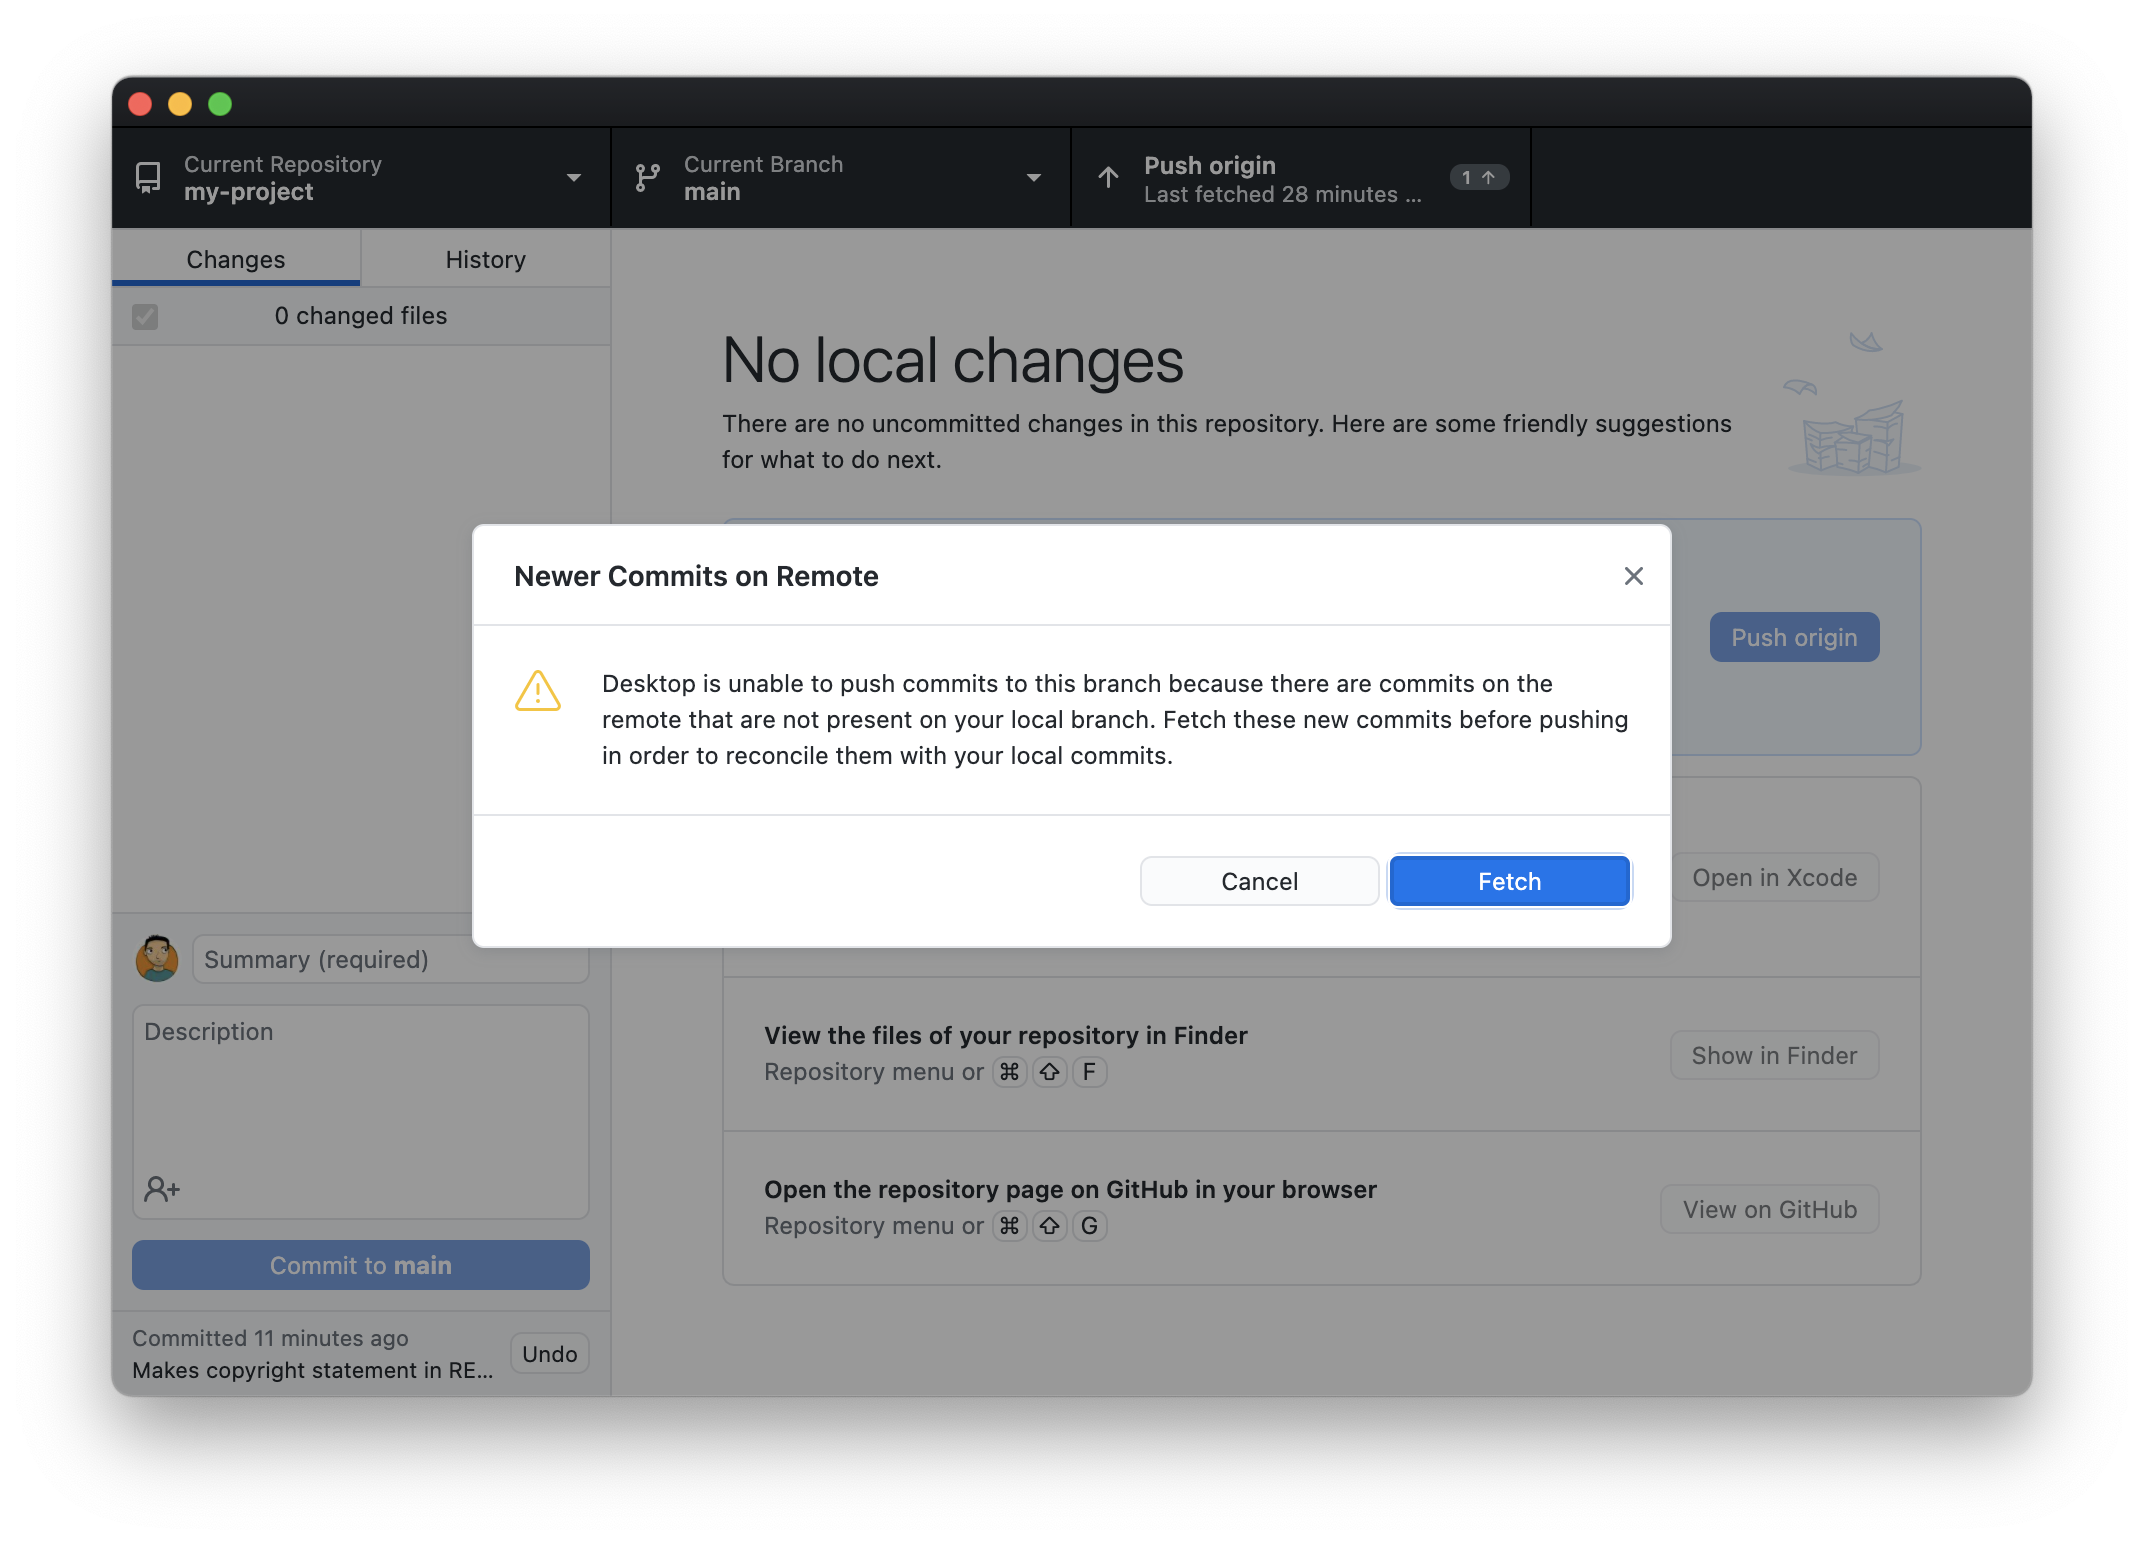 Current Repository
my-project
Current Branch
main
Push origin
Last fetched 28 minutes ...
1
Changes
History
0 changed files
No local changes
There are no uncommitted changes in this repository. Here are some friendly suggestions
for what to do next.
Newer Commits on Remote
Desktop is unable to push commits to this branch because there are commits on the
remote that are not present on your local branch. Fetch these new commits before pushing
in order to reconcile them with your local commits.
Cancel
Fetch
Push origin
Open in Xcode
View the files of your repository in Finder
Repository menu or ⌘ ⇧ F
Show in Finder
Open the repository page on GitHub in your browser
Repository menu or ⌘ ⇧ G
View on GitHub
Summary (required)
Description
Commit to main
Committed 11 minutes ago
Makes copyright statement in RE...
Undo